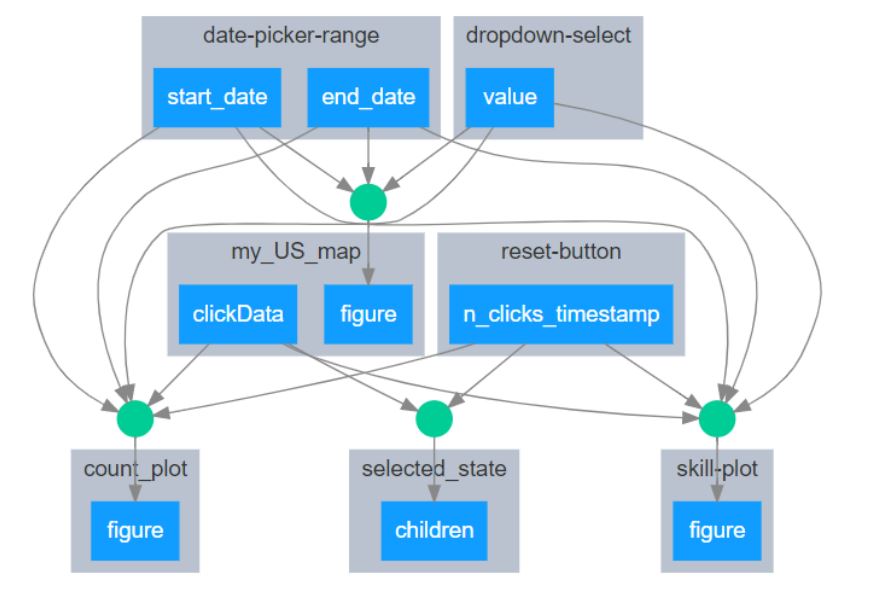 date-picker-range
dropdown-select
start_date
end_date
value
my_US_map
reset-button
clickData
figure
n_clicks_timestamp
count_plot
selected_state
skill-plot
figure
children
figure